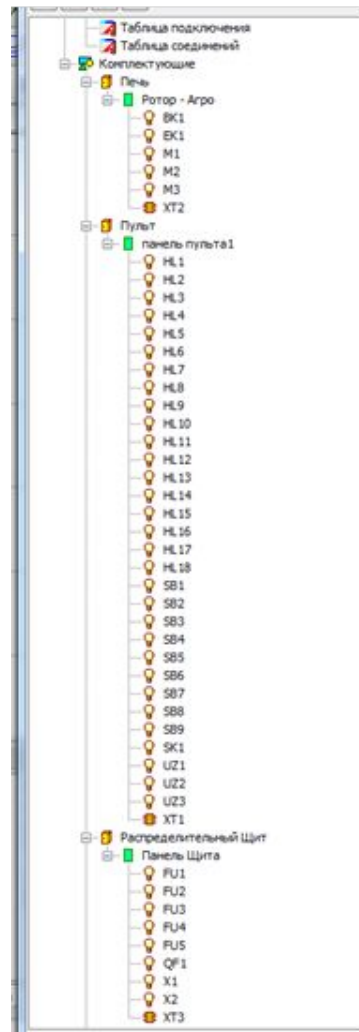 Таблица подключения
Таблица соединений
Комплектующие
Печь
Ротор - Агро
BK1
EK1
M1
M2
M3
XT2
Пульт
панель пульта1
HL1
HL2
HL3
HL4
HL5
HL6
HL7
HL8
HL9
HL10
HL11
HL12
HL13
HL14
HL15
HL16
HL17
HL18
SB1
SB2
SB3
SB4
SB5
SB6
SB7
SB8
SB9
SK1
UZ1
UZ2
UZ3
XT1
Распределительный Щит
Панель Щита
FU1
FU2
FU3
FU4
FU5
QF1
X1
X2
XT3